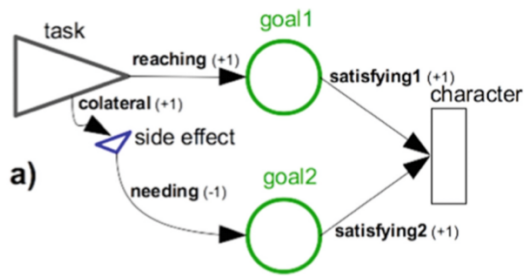 task
goal1
reaching (+1)
satisfying1 (+1)
colateral (+1)
character
side effect
a)
goal2
needing (-1)
satisfying2 (+1)